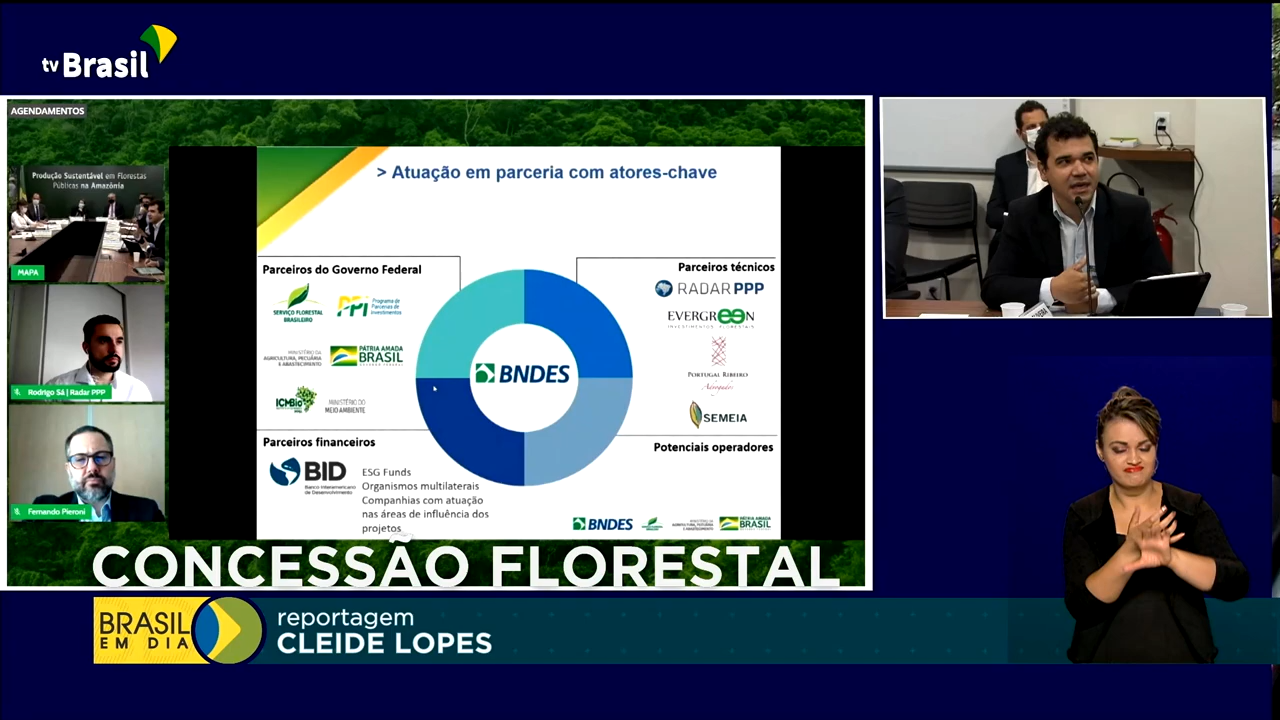 tv Brasil
AGENDAMENTOS
Produção Sustentável em Florestas
Públicas na Amazônia
MAPA
Rodrigo Sá | Radar PPP
Fernando Pieroni
> Atuação em parceria com atores-chave
Parceiros do Governo Federal
SERVIÇO FLORESTAL
BRASILEIRO
PPI
Programa de
Parcerias de
Investimentos
MINISTÉRIO DA
AGRICULTURA, PECUÁRIA
E ABASTECIMENTO
PÁTRIA AMADA
BRASIL
ICMBio
MINISTÉRIO DO
MEIO AMBIENTE
Parceiros técnicos
RADAR PPP
EVERGREEN
INVESTIMENTOS FLORESTAIS
PORTUGAL RIBEIRO
Advogados
SEMEIA
BNDES
Parceiros financeiros
BID
Banco Interamericano
de Desenvolvimento
ESG Funds
Organismos multilaterais
Companhias com atuação
nas áreas de influência dos
projetos
Potenciais operadores
BNDES
PÁTRIA AMADA
BRASIL
CONCESSÃO FLORESTAL
BRASIL
EM DIA
reportagem
CLEIDE LOPES